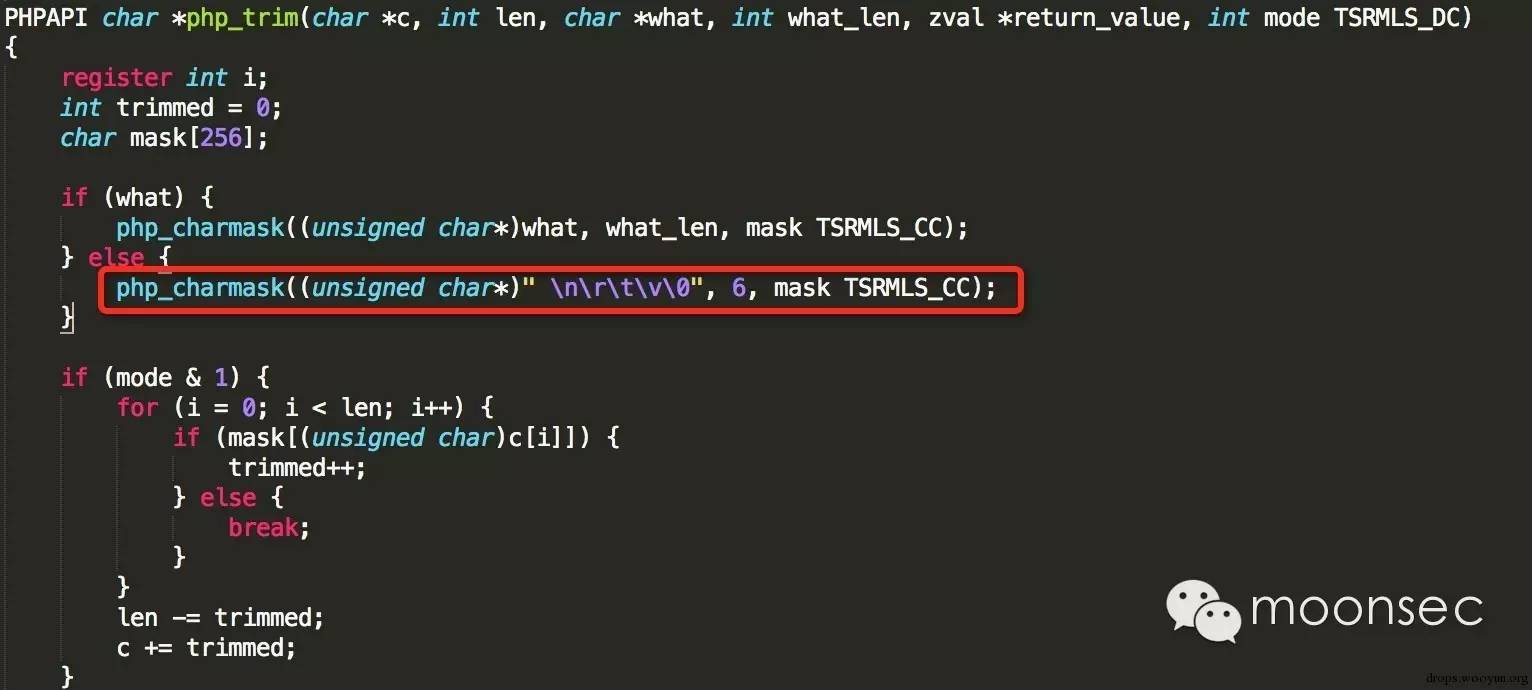 PHPAPI char *php_trim(char *c, int len, char *what, int what_len, zval *return_value, int mode TSRMLS_DC)
{
    register int i;
    int trimmed = 0;
    char mask[256];

    if (what) {
        php_charmask((unsigned char*)what, what_len, mask TSRMLS_CC);
    } else {
        php_charmask((unsigned char*)" \n\r\t\v\0", 6, mask TSRMLS_CC);
    }

    if (mode & 1) {
        for (i = 0; i < len; i++) {
            if (mask[(unsigned char)c[i]]) {
                trimmed++;
            } else {
                break;
            }
        }
        len -= trimmed;
        c += trimmed;
    }
moonsec
drops.wooyun.org